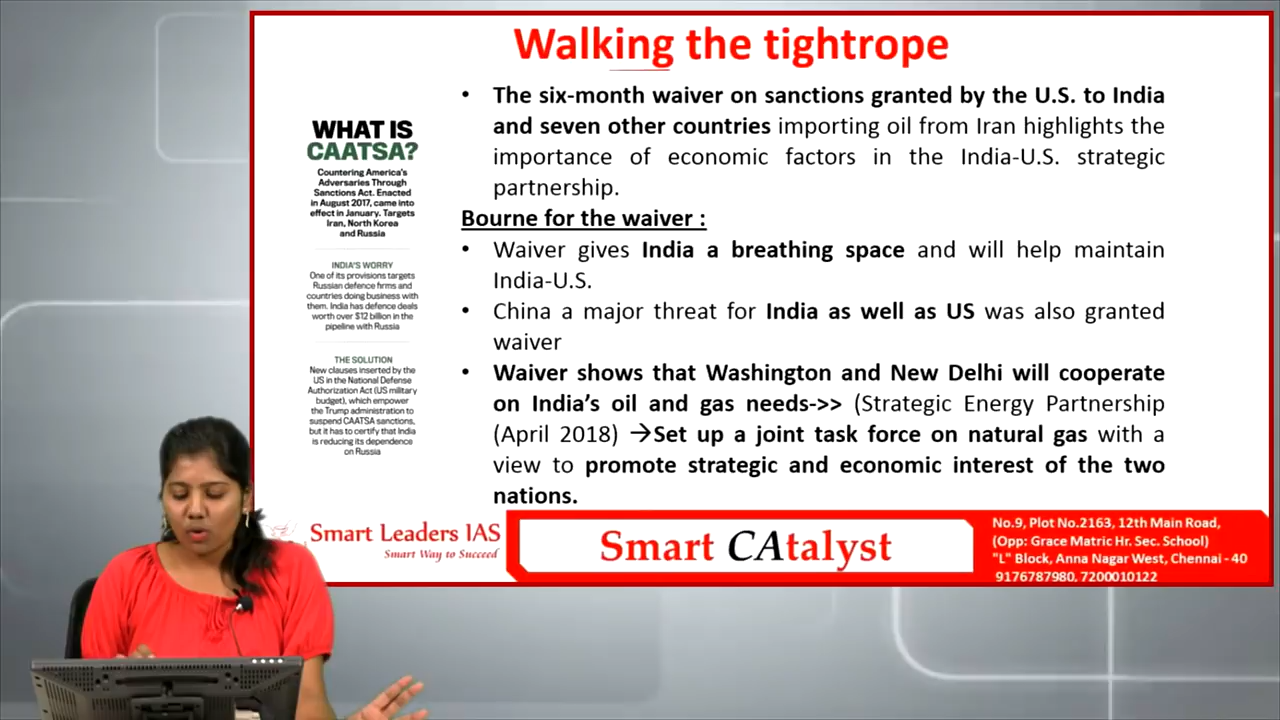 Walking the tightrope
WHAT IS
CAATSA?
Countering America's
Adversaries Through
Sanctions Act. Enacted
in August 2017, came into
effect in January. Targets
Iran, North Korea
and Russia
INDIA'S WORRY
One of its provisions targets
Russian defence firms and
countries doing business with
them. India has defence deals
worth over $12 billion in the
pipeline with Russia
THE SOLUTION
New clauses inserted by the
US in the National Defense
Authorization Act (US military
budget), which empower
the Trump administration to
suspend CAATSA sanctions,
but it has to certify that India
is reducing its dependence
on Russia
• The six-month waiver on sanctions granted by the U.S. to India
and seven other countries importing oil from Iran highlights the
importance of economic factors in the India-U.S. strategic
partnership.
Bourne for the waiver :
• Waiver gives India a breathing space and will help maintain
India-U.S.
• China a major threat for India as well as US was also granted
waiver
• Waiver shows that Washington and New Delhi will cooperate
on India's oil and gas needs->> (Strategic Energy Partnership
(April 2018) →Set up a joint task force on natural gas with a
view to promote strategic and economic interest of the two
nations.
Smart Leaders IAS
Smart Way to Succeed
Smart CAtalyst
No.9, Plot No.2163, 12th Main Road,
(Opp: Grace Matric Hr. Sec. School)
"L" Block, Anna Nagar West, Chennai - 40
9176787980, 7200010122